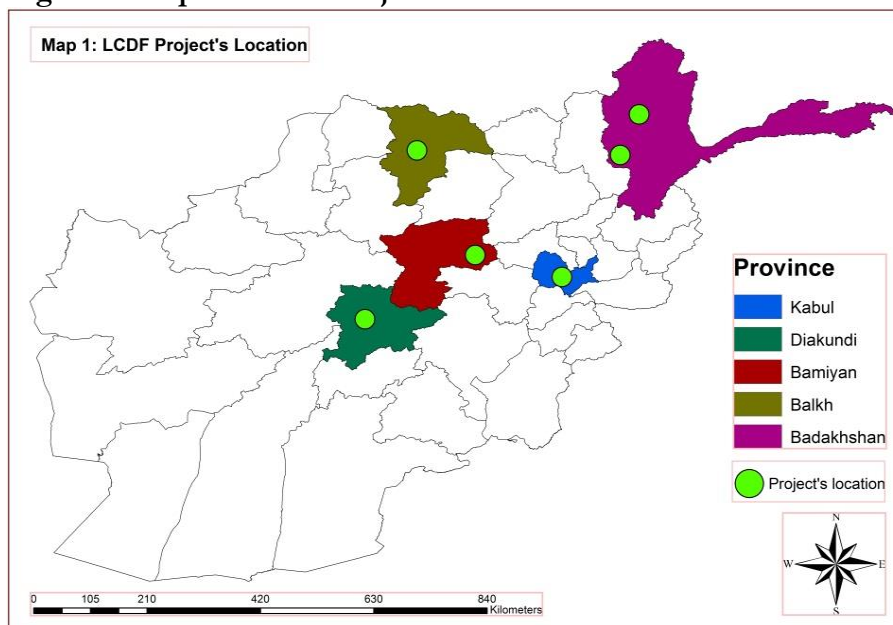 Map 1: LCDF Project's Location
Province
Kabul
Diakundi
Bamiyan
Balkh
Badakhshan
Project's location
N
W E
S
0 105 210 420 630 840
Kilometers